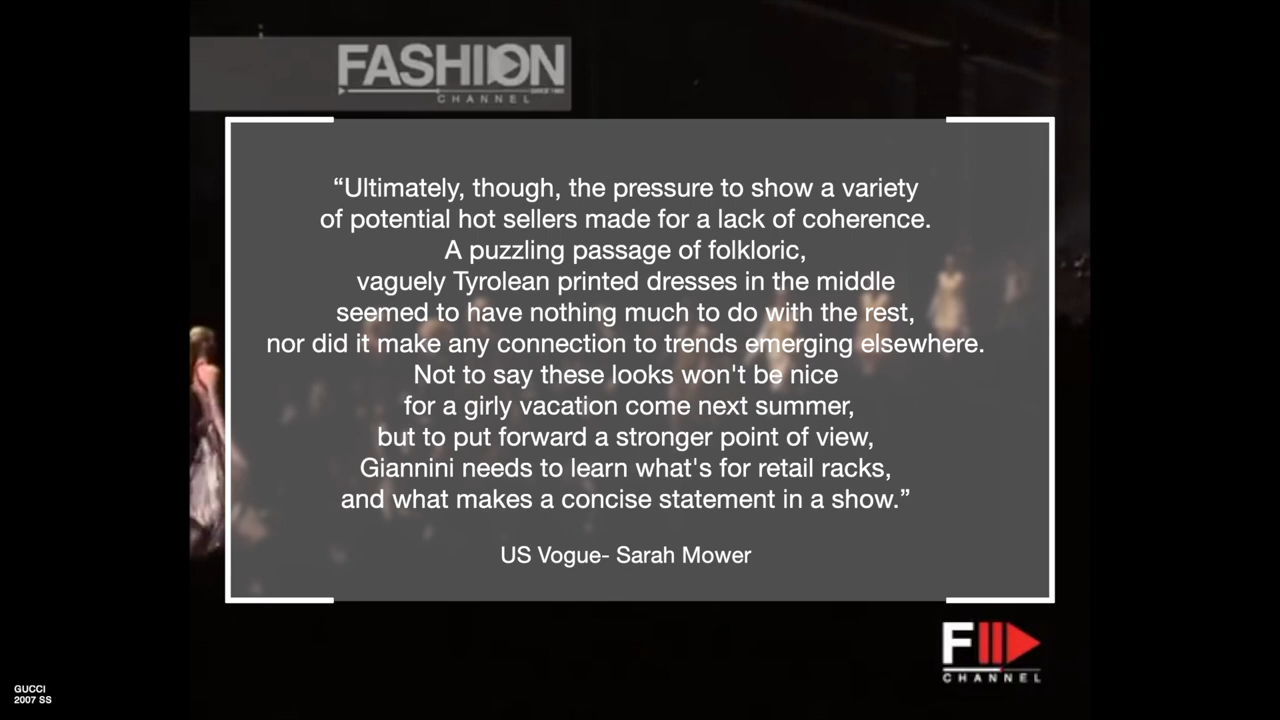 FASHION
SINCE 1982
CHANNEL
“Ultimately, though, the pressure to show a variety
of potential hot sellers made for a lack of coherence.
A puzzling passage of folkloric,
vaguely Tyrolean printed dresses in the middle
seemed to have nothing much to do with the rest,
nor did it make any connection to trends emerging elsewhere.
Not to say these looks won't be nice
for a girly vacation come next summer,
but to put forward a stronger point of view,
Giannini needs to learn what's for retail racks,
and what makes a concise statement in a show.”
US Vogue- Sarah Mower
F
CHANNEL
GUCCI
2007 SS